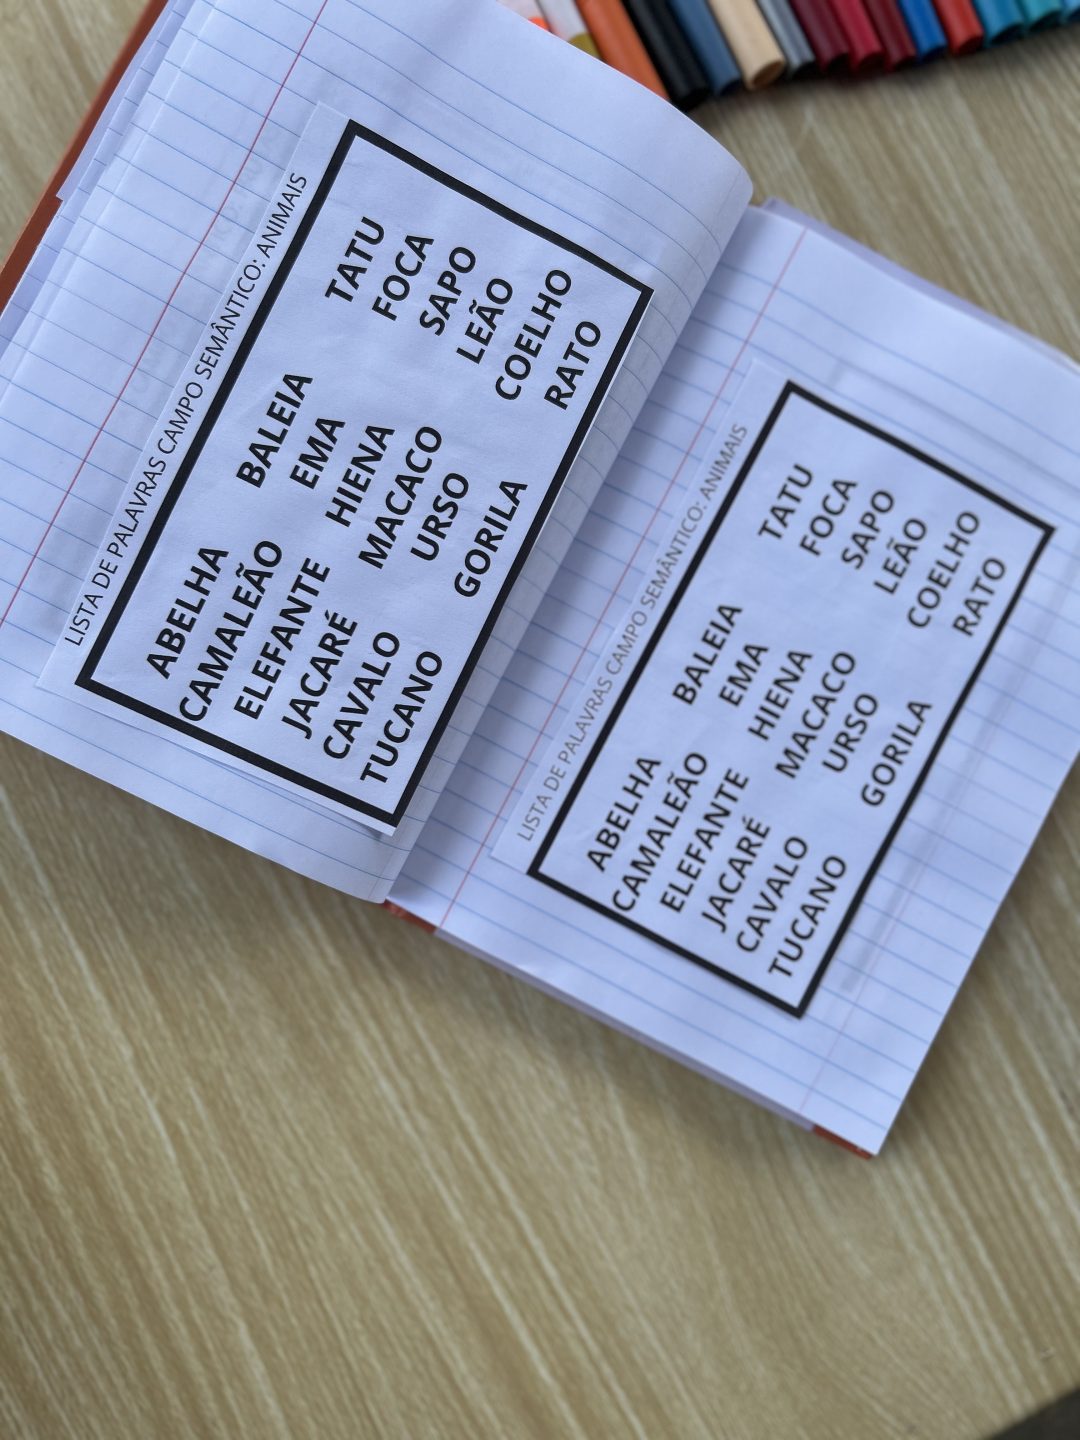 LISTA DE PALAVRAS CAMPO SEMÂNTICO: ANIMAIS
ABELHA BALEIA TATU
CAMALEÃO EMA FOCA
ELEFANTE HIENA SAPO
JACARÉ MACACO LEÃO
CAVALO URSO COELHO
TUCANO GORILA RATO
LISTA DE PALAVRAS CAMPO SEMÂNTICO: ANIMAIS
ABELHA BALEIA TATU
CAMALEÃO EMA FOCA
ELEFANTE HIENA SAPO
JACARÉ MACACO LEÃO
CAVALO URSO COELHO
TUCANO GORILA RATO